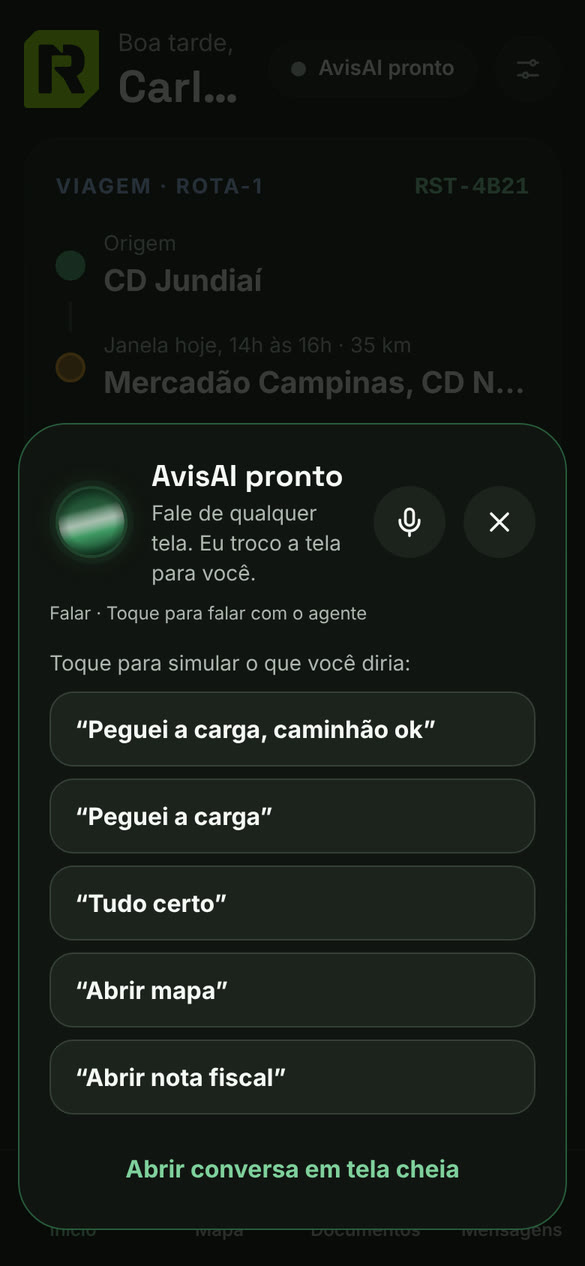 Boa tarde,
Carl...
AvisAI pronto
VIAGEM · ROTA-1
RST-4B21
Origem
CD Jundiaí
Janela hoje, 14h às 16h · 35 km
Mercadão Campinas, CD N...
AvisAI pronto
Fale de qualquer
tela. Eu troco a tela
para você.
Falar · Toque para falar com o agente
Toque para simular o que você diria:
“Peguei a carga, caminhão ok”
“Peguei a carga”
“Tudo certo”
“Abrir mapa”
“Abrir nota fiscal”
Abrir conversa em tela cheia
Início Mapa Documentos Mensagens